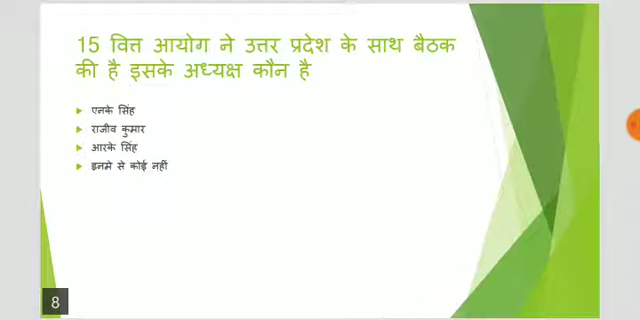 15 वित्त आयोग ने उत्तर प्रदेश के साथ बैठक
की है इसके अध्यक्ष कौन है
एनके सिंह
राजीव कुमार
आरके सिंह
इनमे से कोई नहीं
8